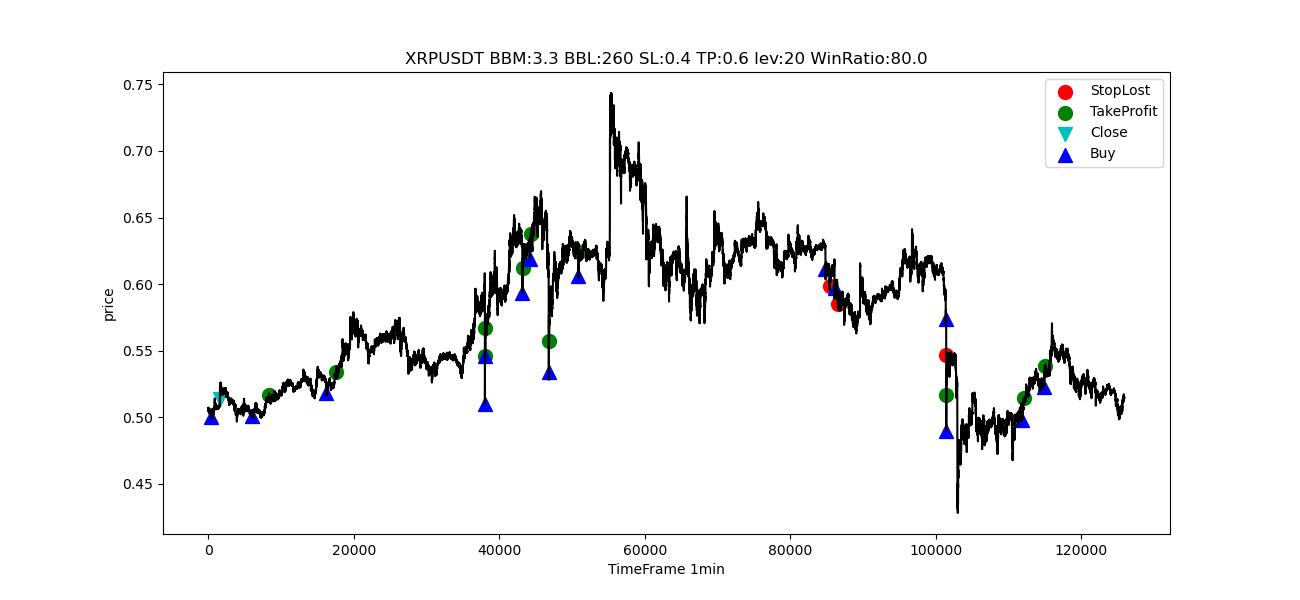 XRPUSDT BBM:3.3 BBL:260 SL:0.4 TP:0.6 lev:20 WinRatio:80.0
StopLost
TakeProfit
Close
Buy
price
0.75
0.70
0.65
0.60
0.55
0.50
0.45
0
20000
40000
60000
80000
100000
120000
TimeFrame 1min